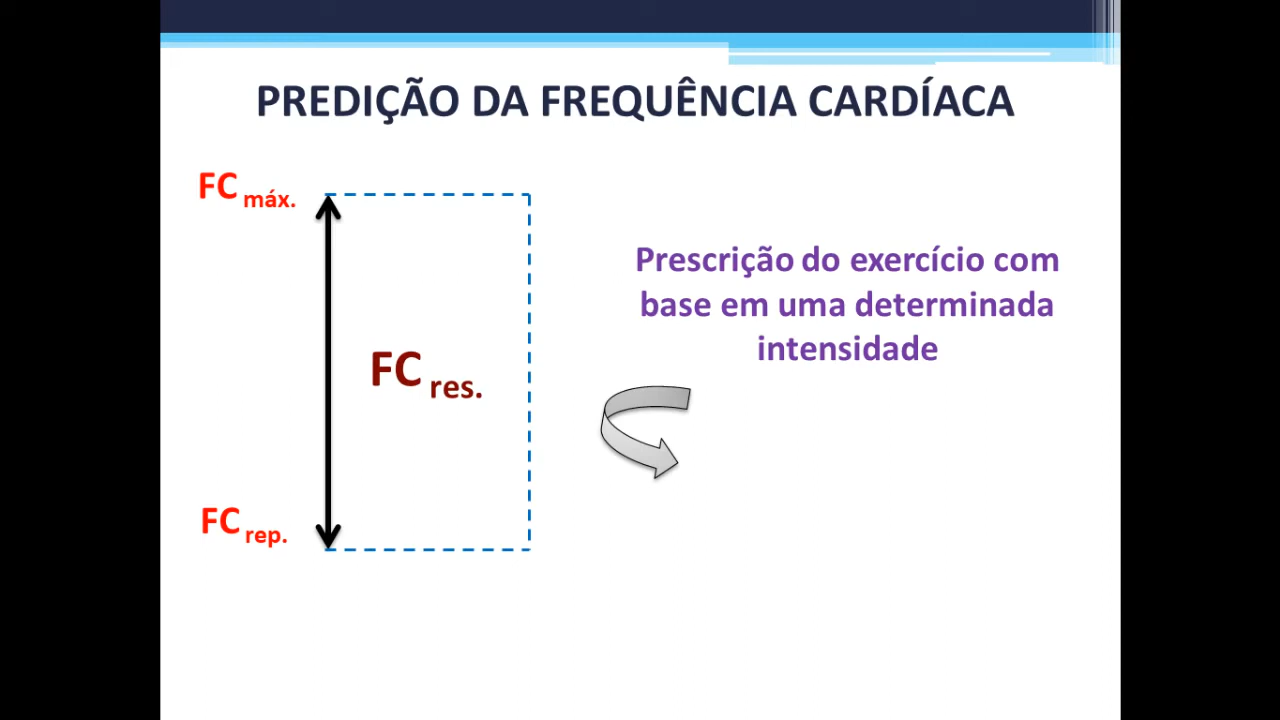 PREDIÇÃO DA FREQUÊNCIA CARDÍACA
FC máx.
Prescrição do exercício com
base em uma determinada
intensidade
FC res.
FC rep.